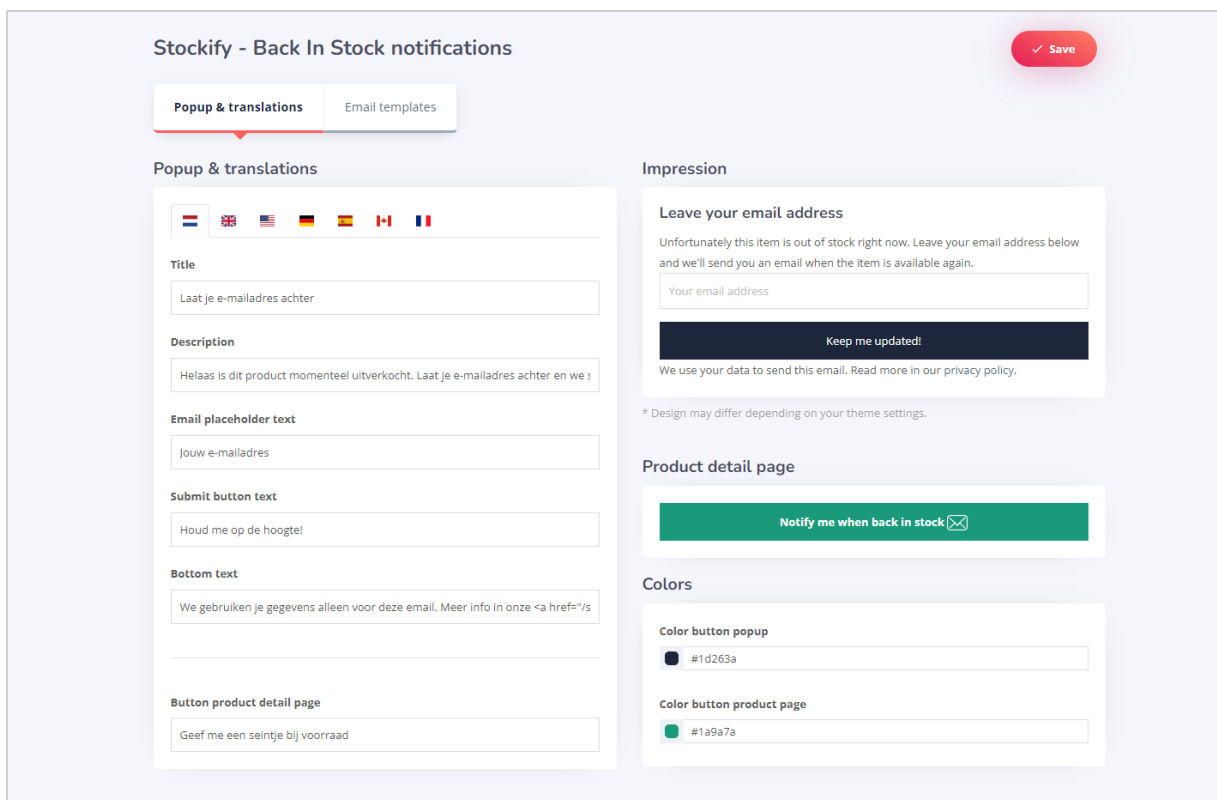 Stockify - Back In Stock notifications
Save
Popup & translations
Email templates
Popup & translations
Title
Laat je e-mailadres achter
Description
Helaas is dit product momenteel uitverkocht. Laat je e-mailadres achter en we s
Email placeholder text
Jouw e-mailadres
Submit button text
Houd me op de hoogte!
Bottom text
We gebruiken je gegevens alleen voor deze email. Meer info in onze <a href="/s
Button product detail page
Geef me een seintje bij voorraad
Impression
Leave your email address
Unfortunately this item is out of stock right now. Leave your email address below
and we'll send you an email when the item is available again.
Your email address
Keep me updated!
We use your data to send this email. Read more in our privacy policy.
* Design may differ depending on your theme settings.
Product detail page
Notify me when back in stock
Colors
Color button popup
#1d263a
Color button product page
#1a9a7a